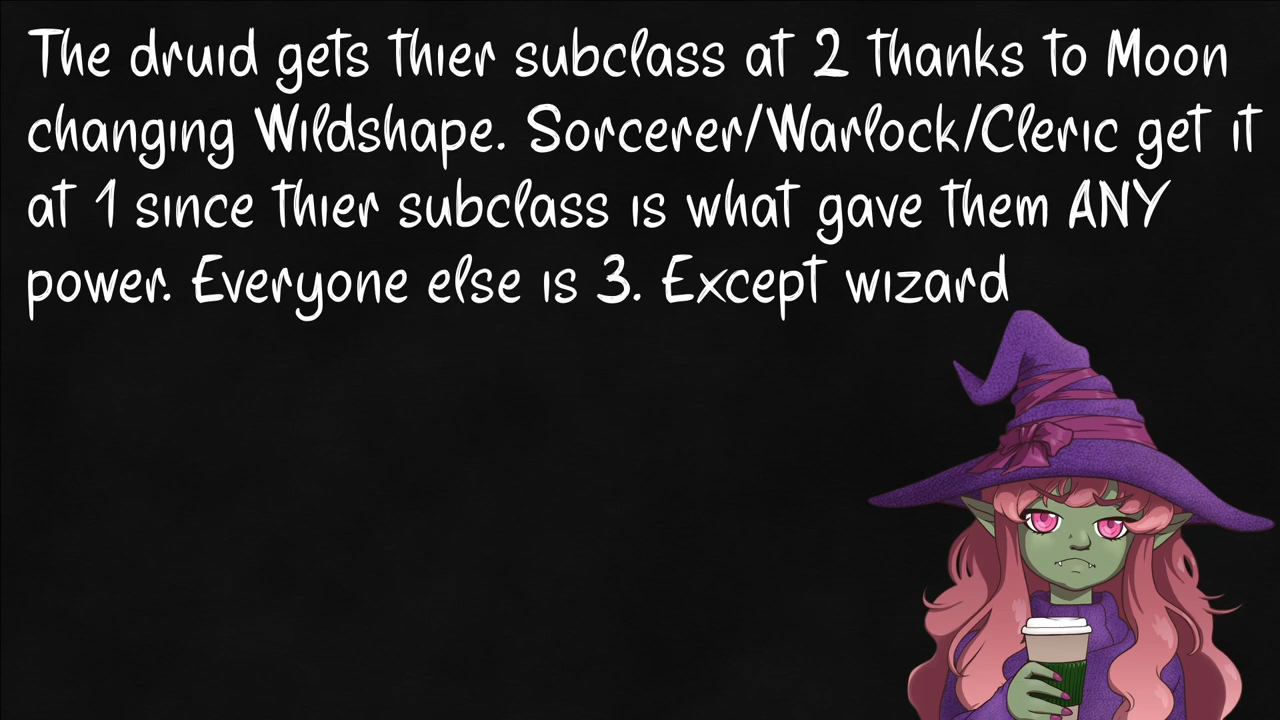 The druid gets thier subclass at 2 thanks to Moon
changing Wildshape. Sorcerer/Warlock/Cleric get it
at 1 since thier subclass is what gave them ANY
power. Everyone else is 3. Except wizard